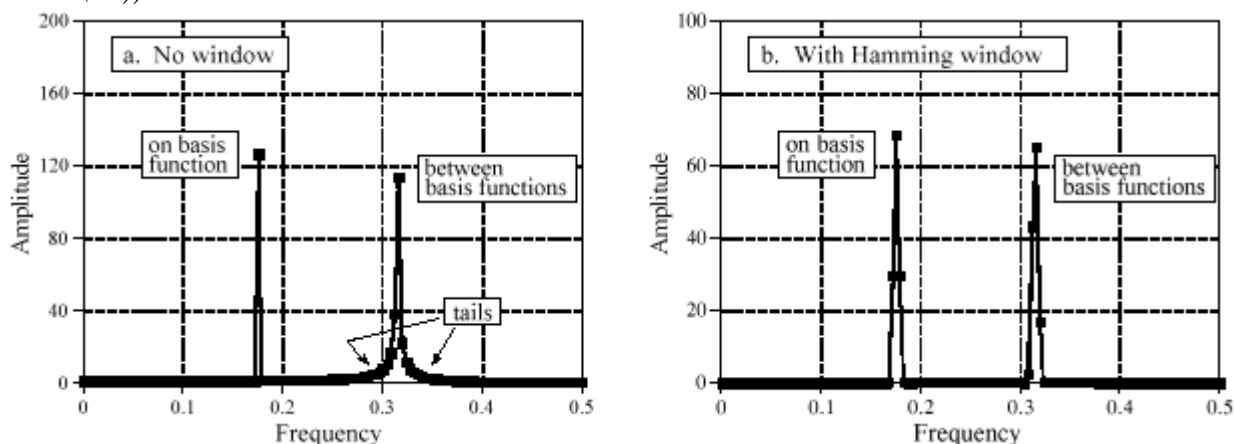 200
160
120
80
40
0
Amplitude
a. No window
on basis
function
between
basis functions
tails
0
0.1
0.2
0.3
0.4
0.5
Frequency
100
80
60
40
20
0
Amplitude
b. With Hamming window
on basis
function
between
basis functions
0
0.1
0.2
0.3
0.4
0.5
Frequency